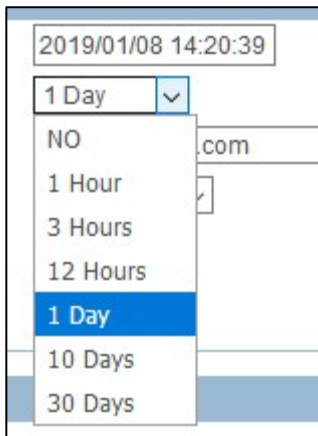 2019/01/08 14:20:39
1 Day
NO
.com
1 Hour
3 Hours
12 Hours
1 Day
10 Days
30 Days